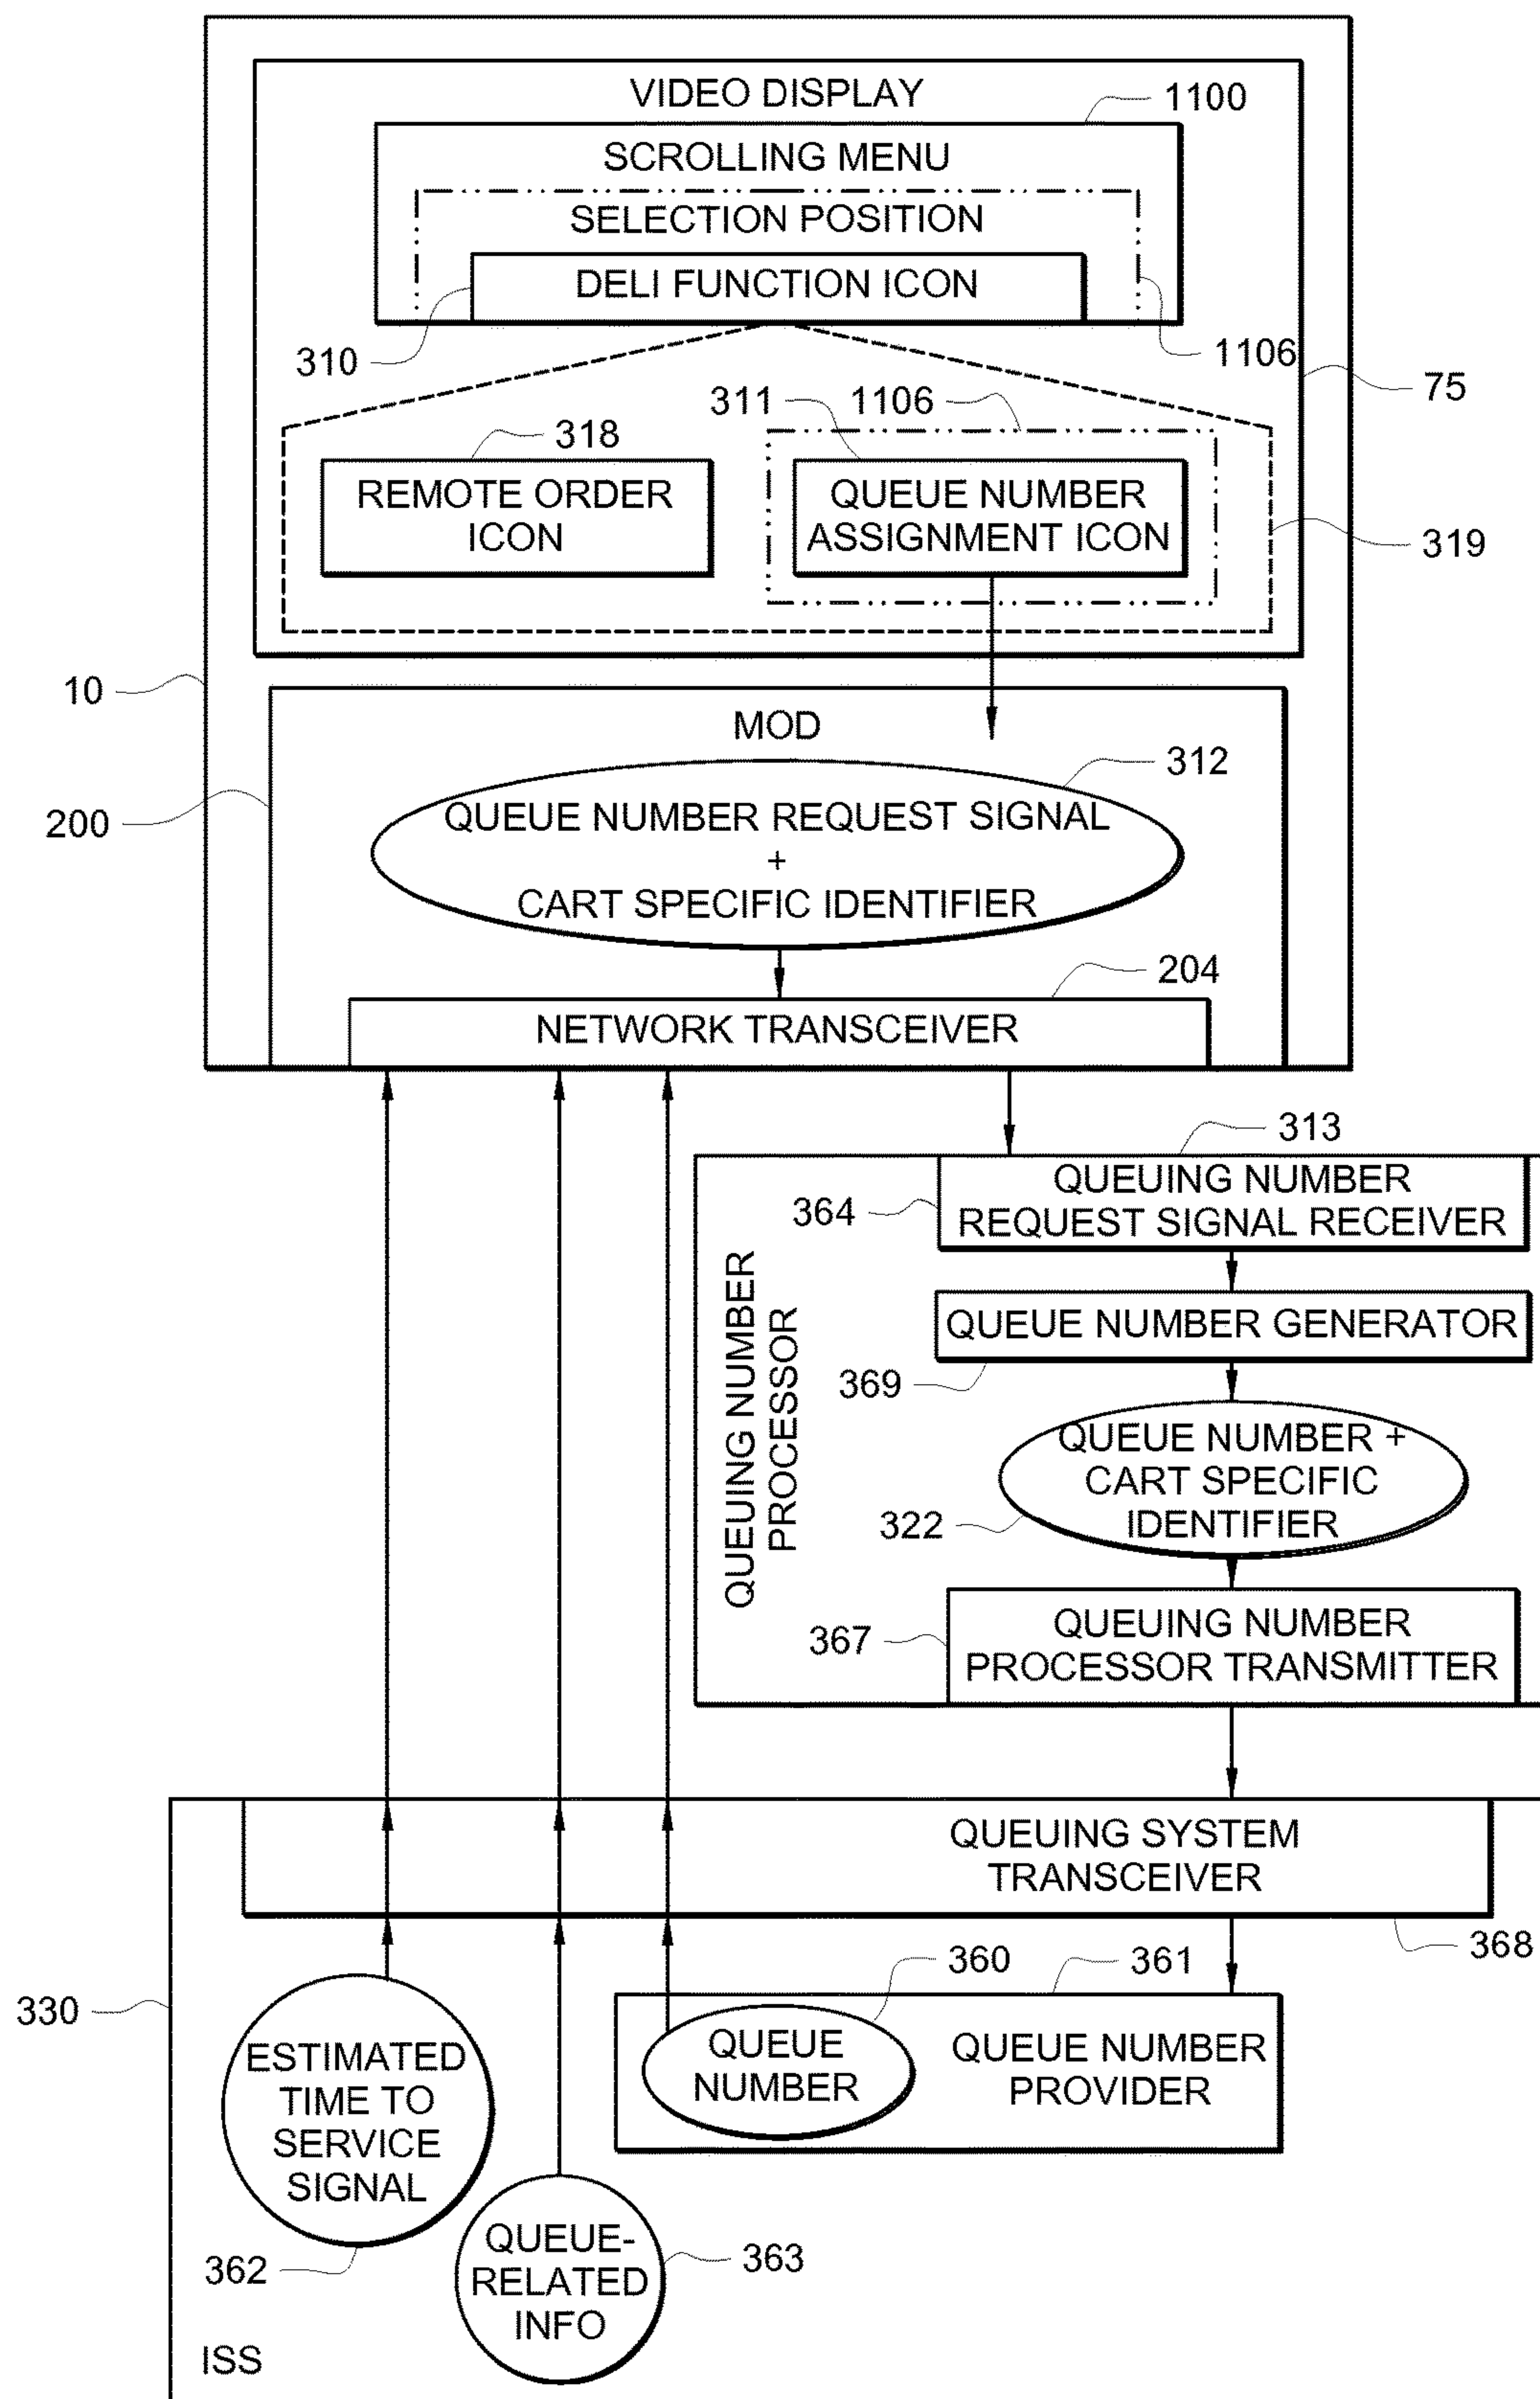 VIDEO DISPLAY
1100
SCROLLING MENU
SELECTION POSITION
DELI FUNCTION ICON
310
1106
75
311
1106
318
REMOTE ORDER
ICON
QUEUE NUMBER
ASSIGNMENT ICON
319
10
MOD
312
200
QUEUE NUMBER REQUEST SIGNAL
+
CART SPECIFIC IDENTIFIER
204
NETWORK TRANSCEIVER
313
364
QUEUING NUMBER
REQUEST SIGNAL RECEIVER
QUEUING NUMBER
PROCESSOR
QUEUE NUMBER GENERATOR
369
QUEUE NUMBER +
CART SPECIFIC
IDENTIFIER
322
367
QUEUING NUMBER
PROCESSOR TRANSMITTER
QUEUING SYSTEM
TRANSCEIVER
368
360
361
330
QUEUE
NUMBER
QUEUE NUMBER
PROVIDER
ESTIMATED
TIME TO
SERVICE
SIGNAL
362
QUEUE-
RELATED
INFO
363
ISS